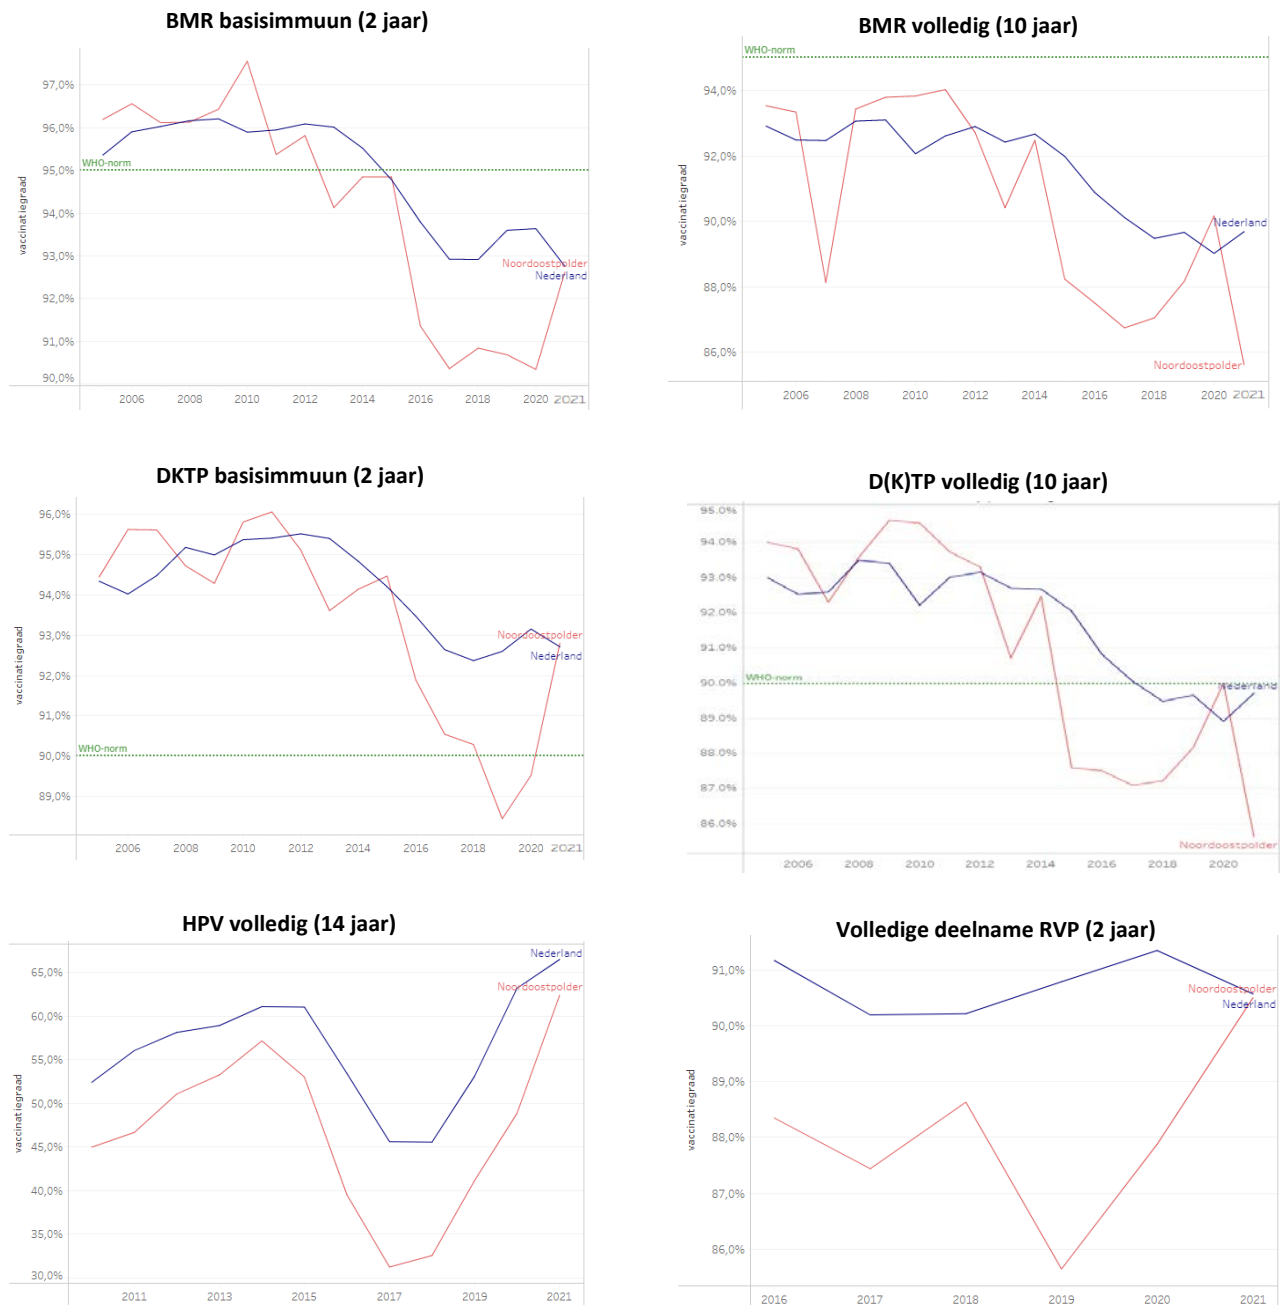 BMR basisimmuun (2 jaar)
97,0%
96,0%
WHO-norm
95,0%
94,0%
93,0%
92,0%
91,0%
90,0%
vaccinatiegraad
Noordoostpolder
Nederland
2006 2008 2010 2012 2014 2016 2018 2020 2021
BMR volledig (10 jaar)
WHO-norm
94,0%
92,0%
90,0%
88,0%
86,0%
vaccinatiegraad
Nederland
Noordoostpolder
2006 2008 2010 2012 2014 2016 2018 2020 2021
DKTP basisimmuun (2 jaar)
96,0%
95,0%
94,0%
93,0%
92,0%
91,0%
WHO-norm
90,0%
89,0%
vaccinatiegraad
Noordoostpolder
Nederland
2006 2008 2010 2012 2014 2016 2018 2020 2021
D(K)TP volledig (10 jaar)
95.0%
94.0%
93.0%
92.0%
91.0%
WHO-norm
90.0%
89.0%
88.0%
87.0%
86.0%
Nederland
Noordoostpolder
2006 2008 2010 2012 2014 2016 2018 2020
HPV volledig (14 jaar)
65,0%
60,0%
55,0%
50,0%
45,0%
40,0%
35,0%
30,0%
vaccinatiegraad
Nederland
Noordoostpolder
2011 2013 2015 2017 2019 2021
Volledige deelname RVP (2 jaar)
91,0%
90,0%
89,0%
88,0%
87,0%
86,0%
vaccinatiegraad
Noordoostpolder
Nederland
2016 2017 2018 2019 2020 2021